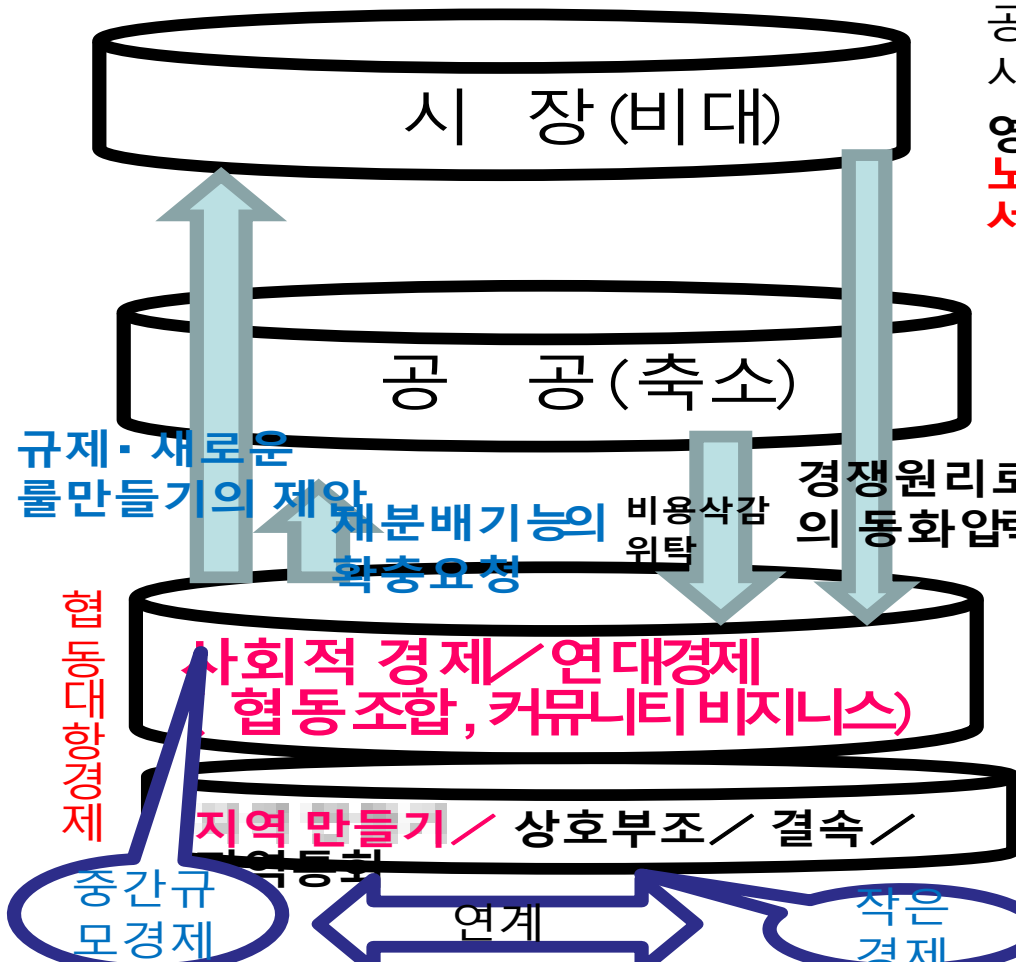 시 장(비대)
공 공(축소)
규제· 새로운
룰만들기의 제안
재분배기능의
확충요청
비용삭감
위탁
경쟁원리로
의 동화압력
협동대항경제
사회적 경제／연대경제
( 협동조합, 커뮤니티 비지니스)
지역 만들기／ 상호부조／ 결속／
중간규
모경제
연계
작은
경제